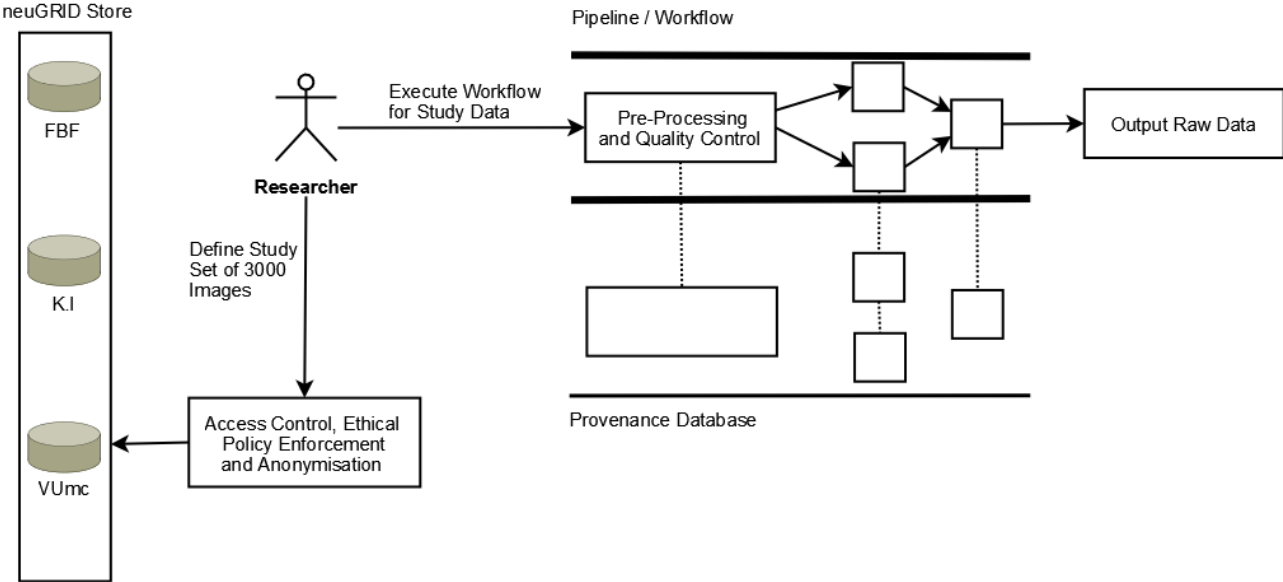 neuGRID Store
FBF
K.I
VUmc
Researcher
Define Study
Set of 3000
Images
Access Control, Ethical
Policy Enforcement
and Anonymisation
Execute Workflow
for Study Data
Pipeline / Workflow
Pre-Processing
and Quality Control
Output Raw Data
Provenance Database